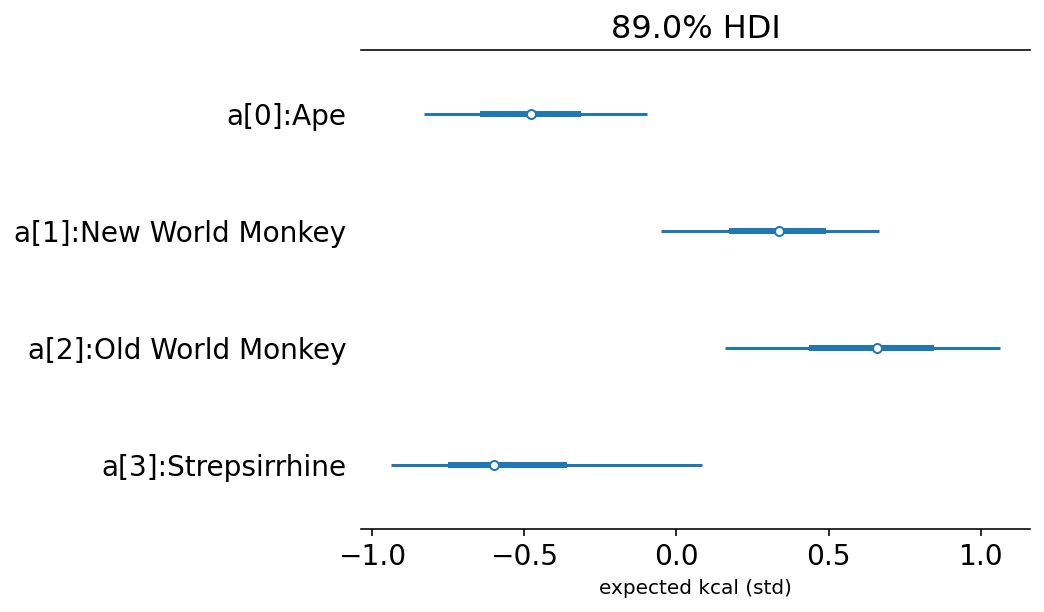 89.0% HDI
a[0]:Ape
a[1]:New World Monkey
a[2]:Old World Monkey
a[3]:Strepsirrhine
−1.0 −0.5 0.0 0.5 1.0
expected kcal (std)